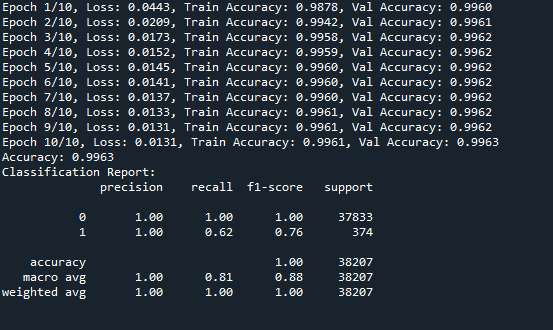 Epoch 1/10, Loss: 0.0443, Train Accuracy: 0.9878, Val Accuracy: 0.9960
Epoch 2/10, Loss: 0.0209, Train Accuracy: 0.9942, Val Accuracy: 0.9961
Epoch 3/10, Loss: 0.0173, Train Accuracy: 0.9958, Val Accuracy: 0.9962
Epoch 4/10, Loss: 0.0152, Train Accuracy: 0.9959, Val Accuracy: 0.9962
Epoch 5/10, Loss: 0.0145, Train Accuracy: 0.9960, Val Accuracy: 0.9962
Epoch 6/10, Loss: 0.0141, Train Accuracy: 0.9960, Val Accuracy: 0.9962
Epoch 7/10, Loss: 0.0137, Train Accuracy: 0.9960, Val Accuracy: 0.9962
Epoch 8/10, Loss: 0.0133, Train Accuracy: 0.9961, Val Accuracy: 0.9962
Epoch 9/10, Loss: 0.0131, Train Accuracy: 0.9961, Val Accuracy: 0.9962
Epoch 10/10, Loss: 0.0131, Train Accuracy: 0.9961, Val Accuracy: 0.9963
Accuracy: 0.9963
Classification Report:
precision recall f1-score support
0 1.00 1.00 1.00 37833
1 1.00 0.62 0.76 374
accuracy 1.00 38207
macro avg 1.00 0.81 0.88 38207
weighted avg 1.00 1.00 1.00 38207